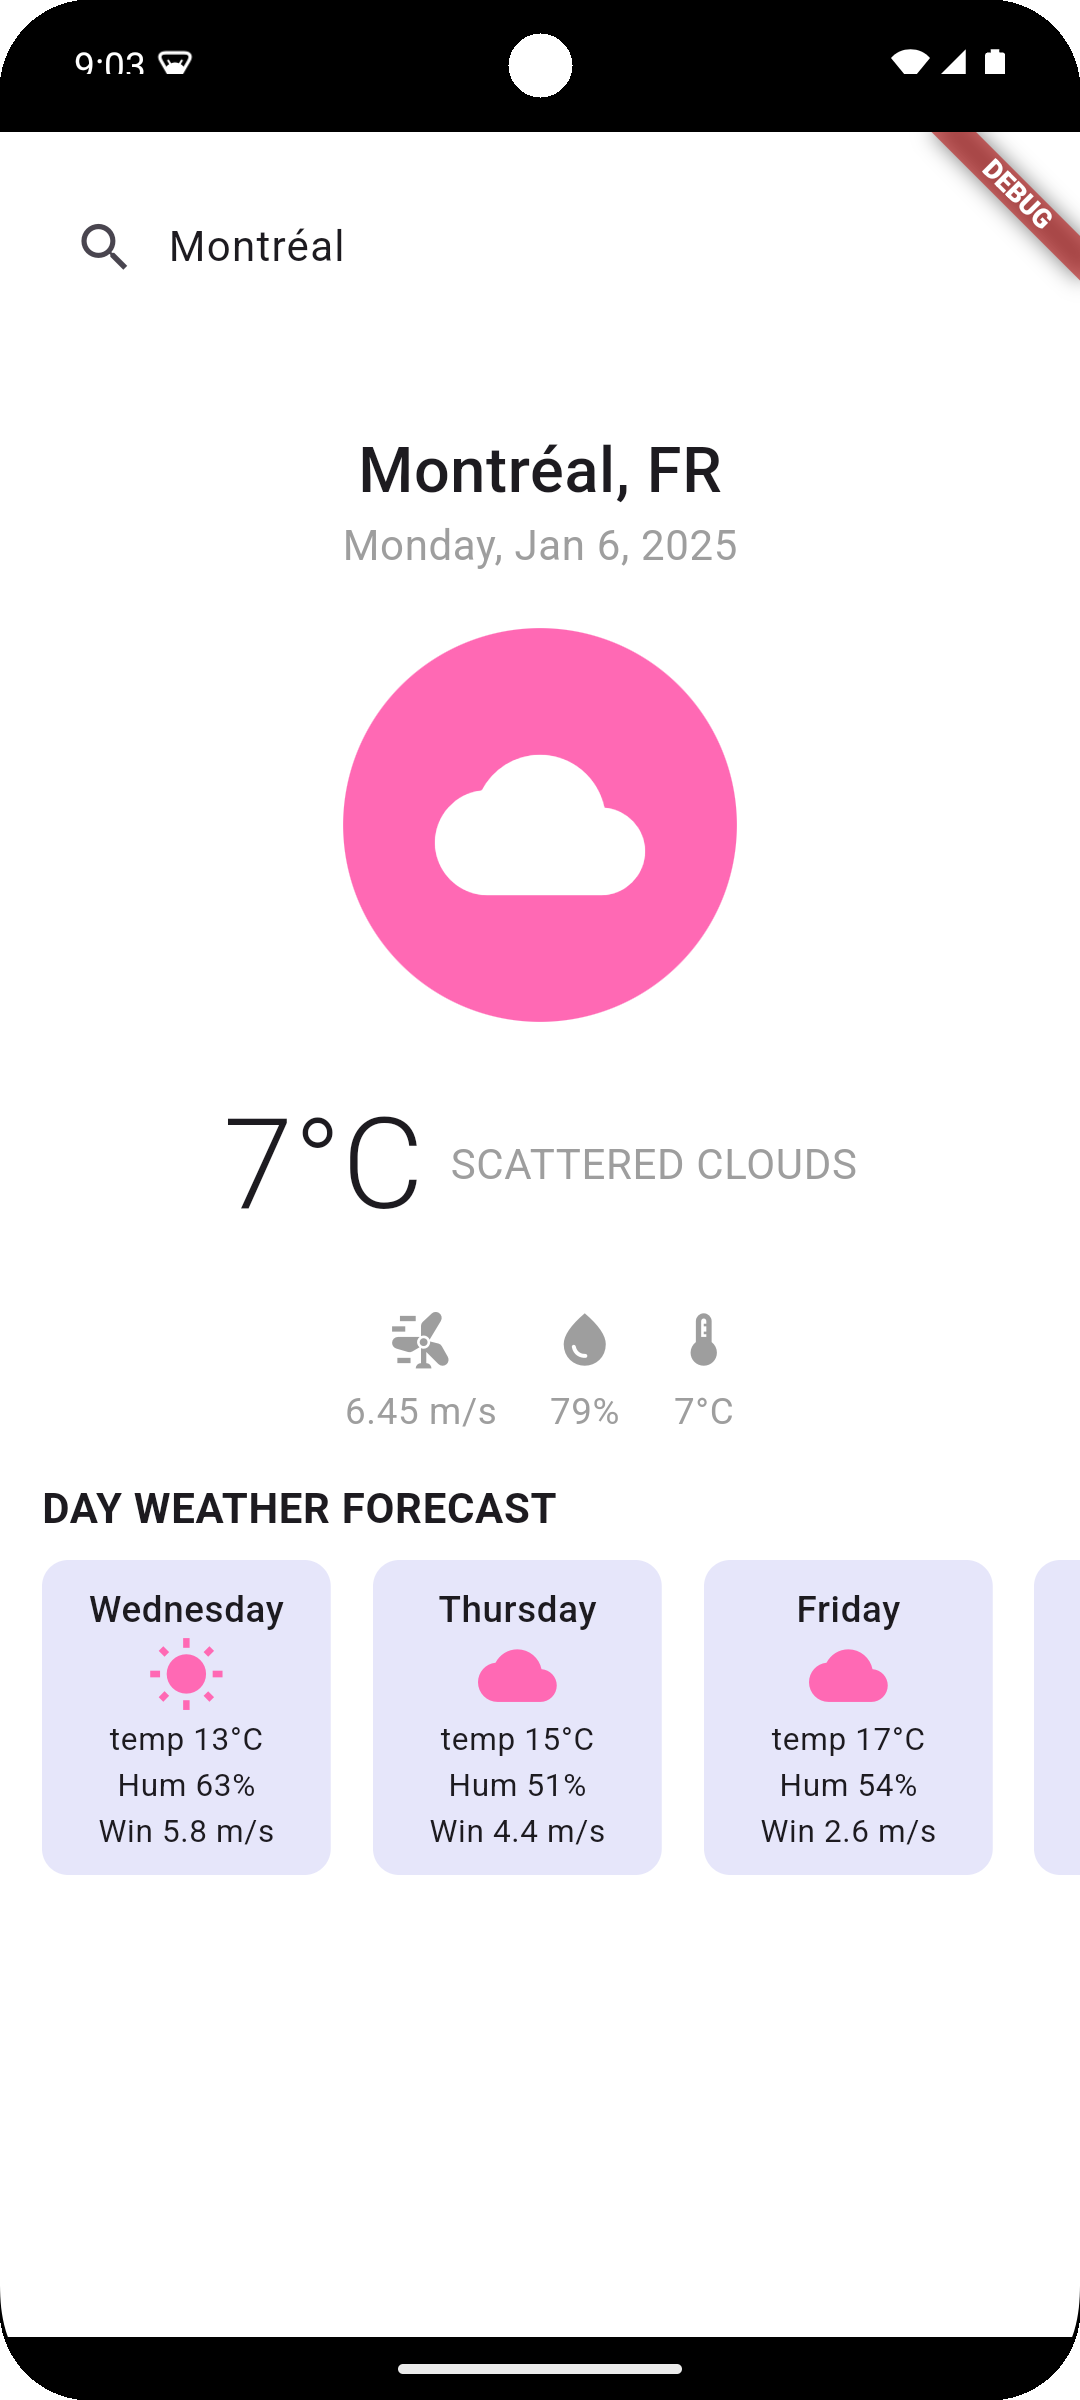 9:03
DEBUG
Montréal
Montréal, FR
Monday, Jan 6, 2025
7°C SCATTERED CLOUDS
6.45 m/s 79% 7°C
DAY WEATHER FORECAST
Wednesday Thursday Friday
temp 13°C temp 15°C temp 17°C
Hum 63% Hum 51% Hum 54%
Win 5.8 m/s Win 4.4 m/s Win 2.6 m/s